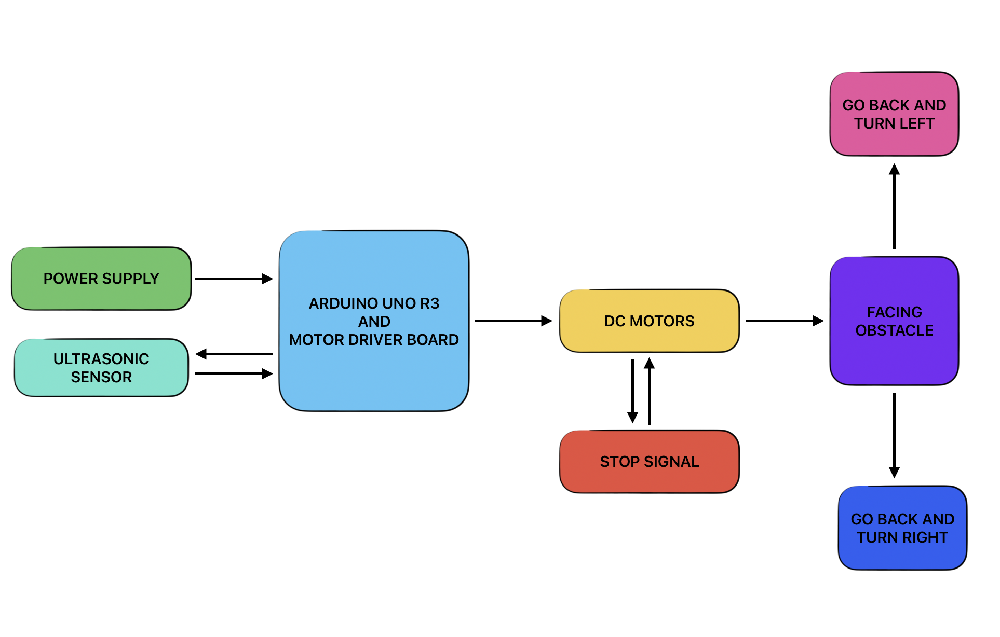 POWER SUPPLY
ULTRASONIC
SENSOR
ARDUINO UNO R3
AND
MOTOR DRIVER BOARD
DC MOTORS
STOP SIGNAL
GO BACK AND
TURN LEFT
FACING
OBSTACLE
GO BACK AND
TURN RIGHT